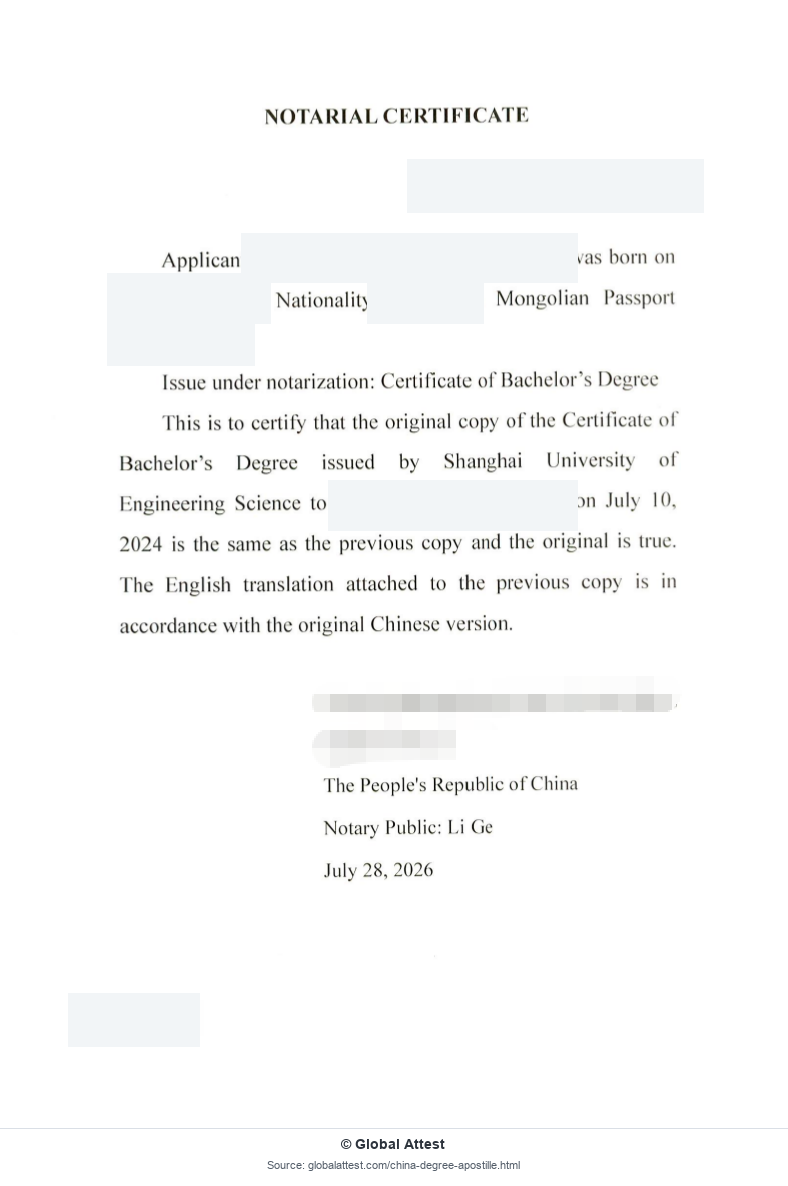 NOTARIAL CERTIFICATE
Applican
was born on
Nationality
Mongolian Passport
Issue under notarization: Certificate of Bachelor's Degree
This is to certify that the original copy of the Certificate of
Bachelor's Degree issued by Shanghai University of
Engineering Science to
on July 10,
2024 is the same as the previous copy and the original is true.
The English translation attached to the previous copy is in
accordance with the original Chinese version.
The People's Republic of China
Notary Public: Li Ge
July 28, 2026
© Global Attest
Source: globalattest.com/china-degree-apostille.html